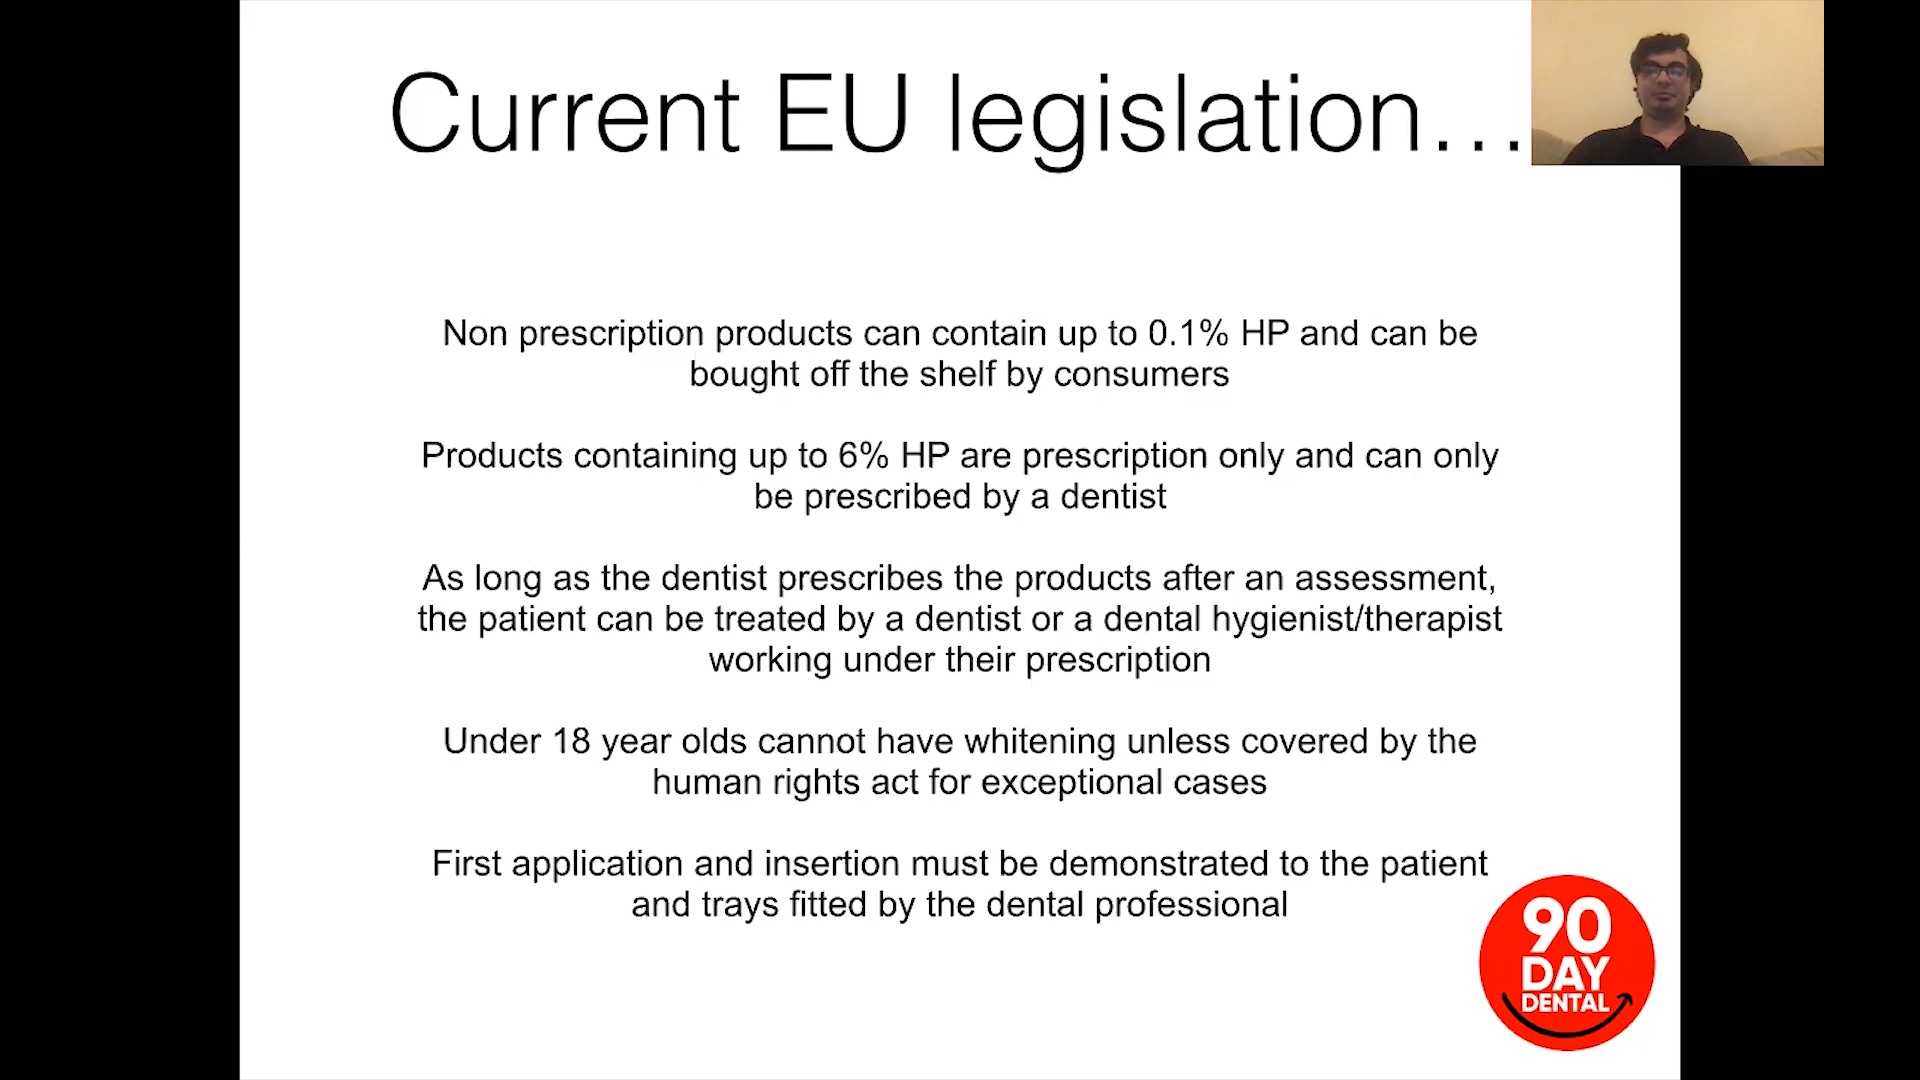 Current EU legislation...
Non prescription products can contain up to 0.1% HP and can be
bought off the shelf by consumers
Products containing up to 6% HP are prescription only and can only
be prescribed by a dentist
As long as the dentist prescribes the products after an assessment,
the patient can be treated by a dentist or a dental hygienist/therapist
working under their prescription
Under 18 year olds cannot have whitening unless covered by the
human rights act for exceptional cases
First application and insertion must be demonstrated to the patient
and trays fitted by the dental professional
90
DAY
DENTAL